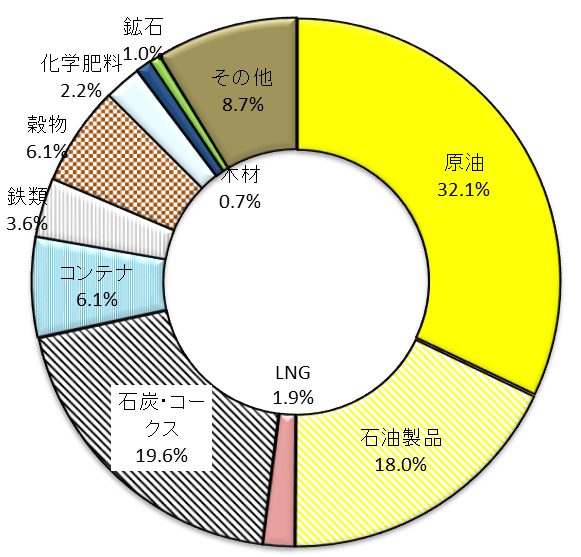 原油
32.1%
石油製品
18.0%
LNG
1.9%
石炭・コー
クス
19.6%
コンテナ
6.1%
鉄類
3.6%
穀物
6.1%
化学肥料
2.2%
鉱石
1.0%
木材
0.7%
その他
8.7%